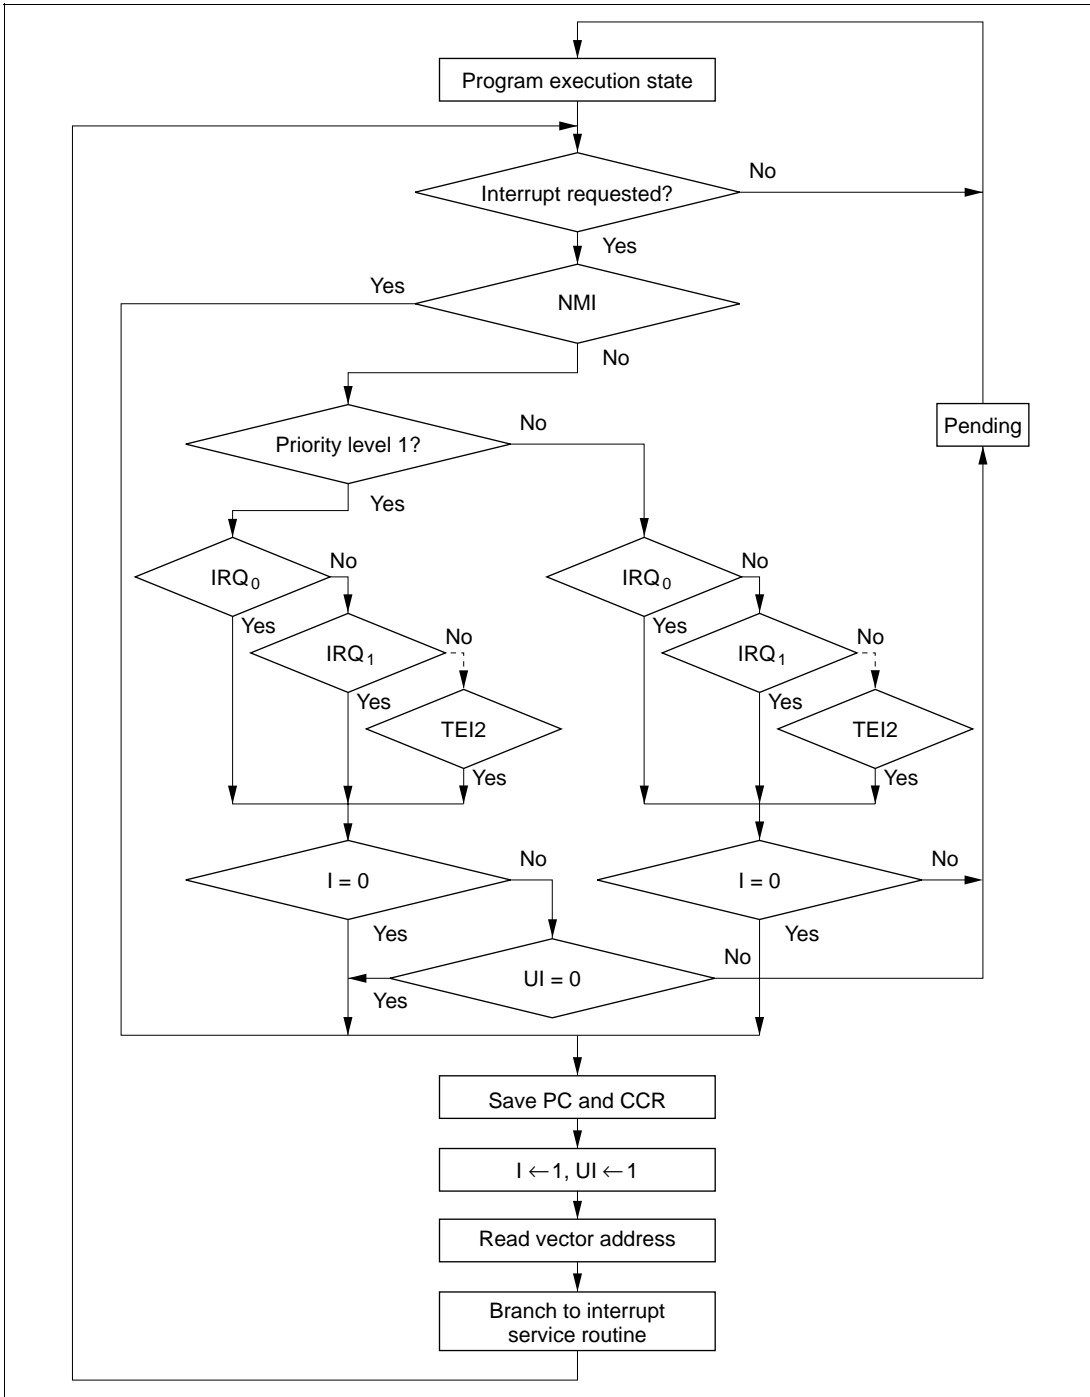 Program execution state
Interrupt requested?
No
Yes
Yes
NMI
No
Pending
Priority level 1?
No
Yes
IRQ0
No
Yes
IRQ1
No
Yes
TEI2
Yes
IRQ0
No
Yes
IRQ1
No
Yes
TEI2
Yes
I = 0
No
Yes
I = 0
No
Yes
UI = 0
No
Yes
Save PC and CCR
I ←1, UI ←1
Read vector address
Branch to interrupt
service routine